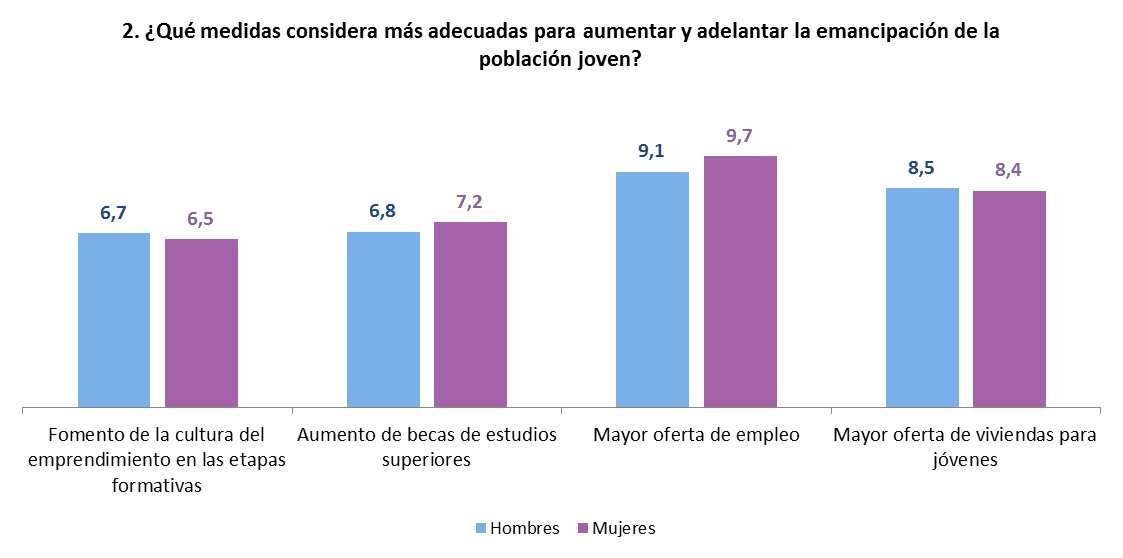 2. ¿Qué medidas considera más adecuadas para aumentar y adelantar la emancipación de la
población joven?
6,7
6,5
6,8
7,2
9,1
9,7
8,5
8,4
Fomento de la cultura del
emprendimiento en las etapas
formativas
Aumento de becas de estudios
superiores
Mayor oferta de empleo
Mayor oferta de viviendas para
jóvenes
Hombres
Mujeres